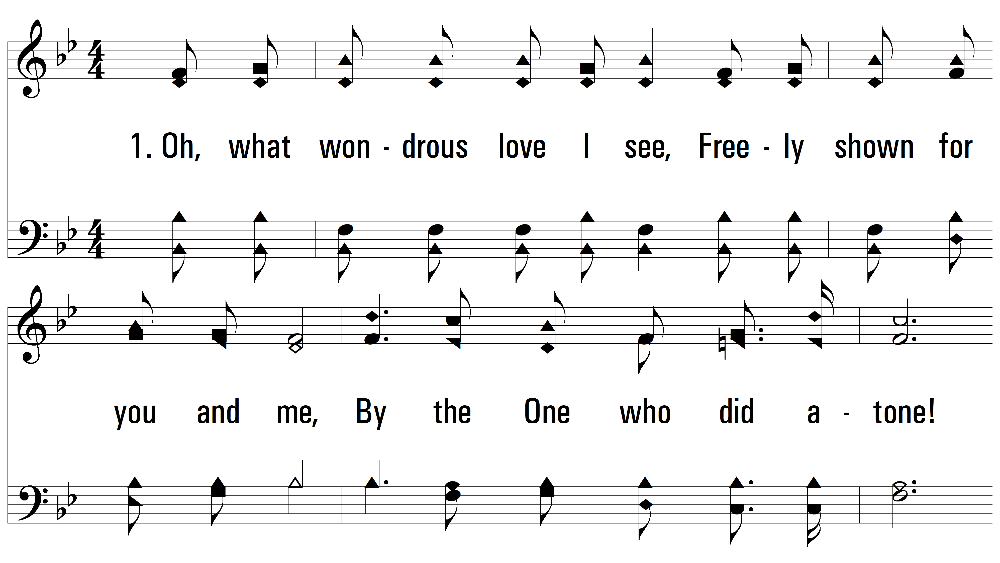 1. Oh, what won - drous love I see, Free - ly shown for
you and me, By the One who did a - tone!